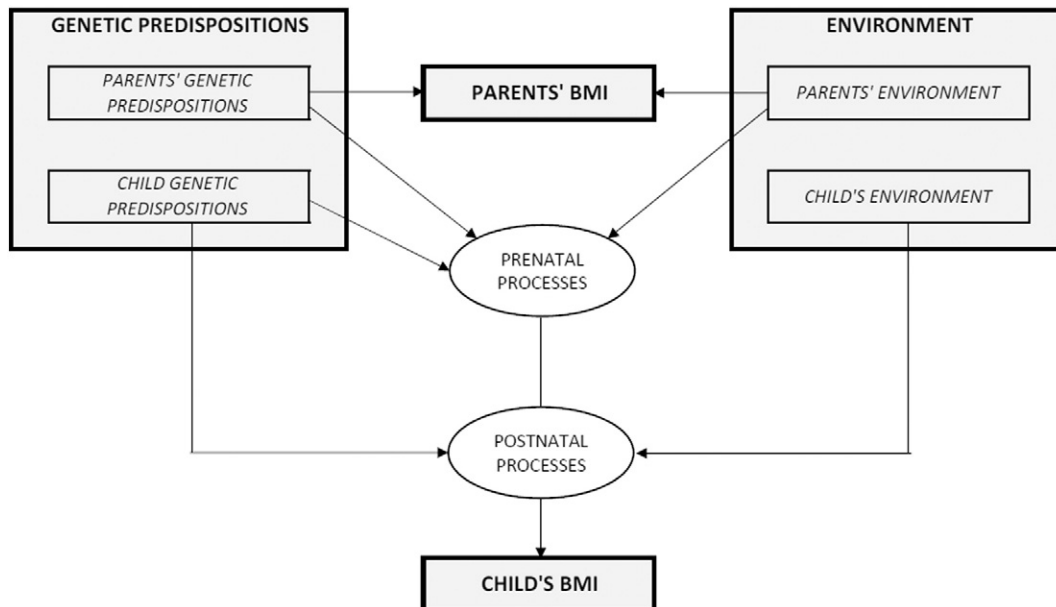 GENETIC PREDISPOSITIONS
PARENTS' GENETIC
PREDISPOSITIONS
CHILD GENETIC
PREDISPOSITIONS
PARENTS' BMI
ENVIRONMENT
PARENTS' ENVIRONMENT
CHILD'S ENVIRONMENT
PRENATAL
PROCESSES
POSTNATAL
PROCESSES
CHILD'S BMI